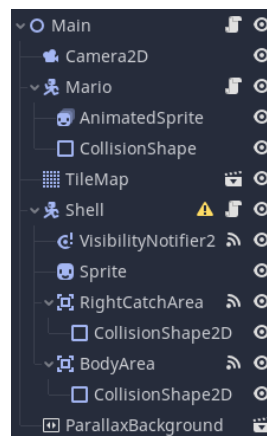 Main
Camera2D
Mario
AnimatedSprite
CollisionShape
TileMap
Shell
VisibilityNotifier2
Sprite
RightCatchArea
CollisionShape2D
BodyArea
CollisionShape2D
ParallaxBackground